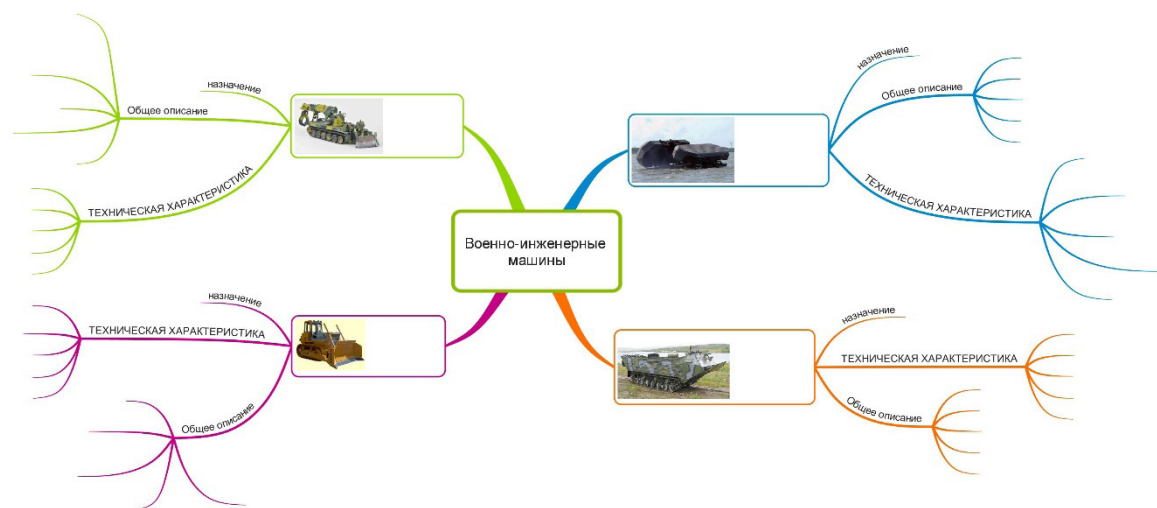 назначение
Общее описание
ТЕХНИЧЕСКАЯ ХАРАКТЕРИСТИКА
назначение
ТЕХНИЧЕСКАЯ ХАРАКТЕРИСТИКА
Общее описание
Военно-инженерные
машины
назначение
Общее описание
ТЕХНИЧЕСКАЯ ХАРАКТЕРИСТИКА
назначение
ТЕХНИЧЕСКАЯ ХАРАКТЕРИСТИКА
Общее описание